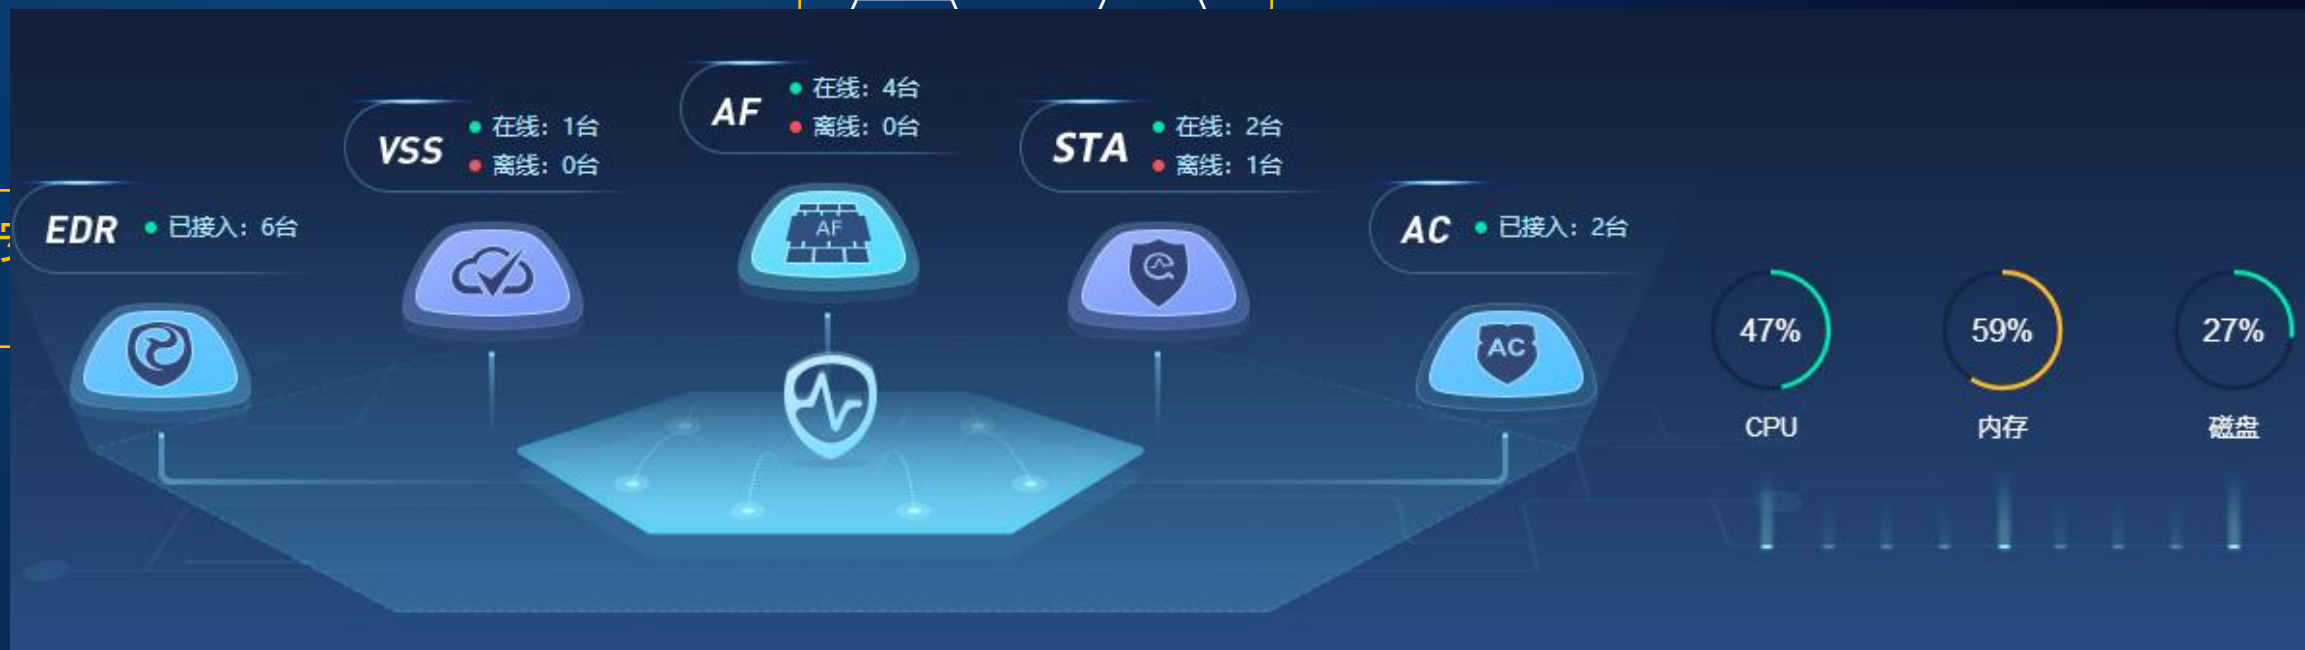 EDR
已接入：6台
VSS
在线：1台
离线：0台
AF
在线：4台
离线：0台
AF
STA
在线：2台
离线：1台
AC
已接入：2台
AC
47%
CPU
59%
内存
27%
磁盘